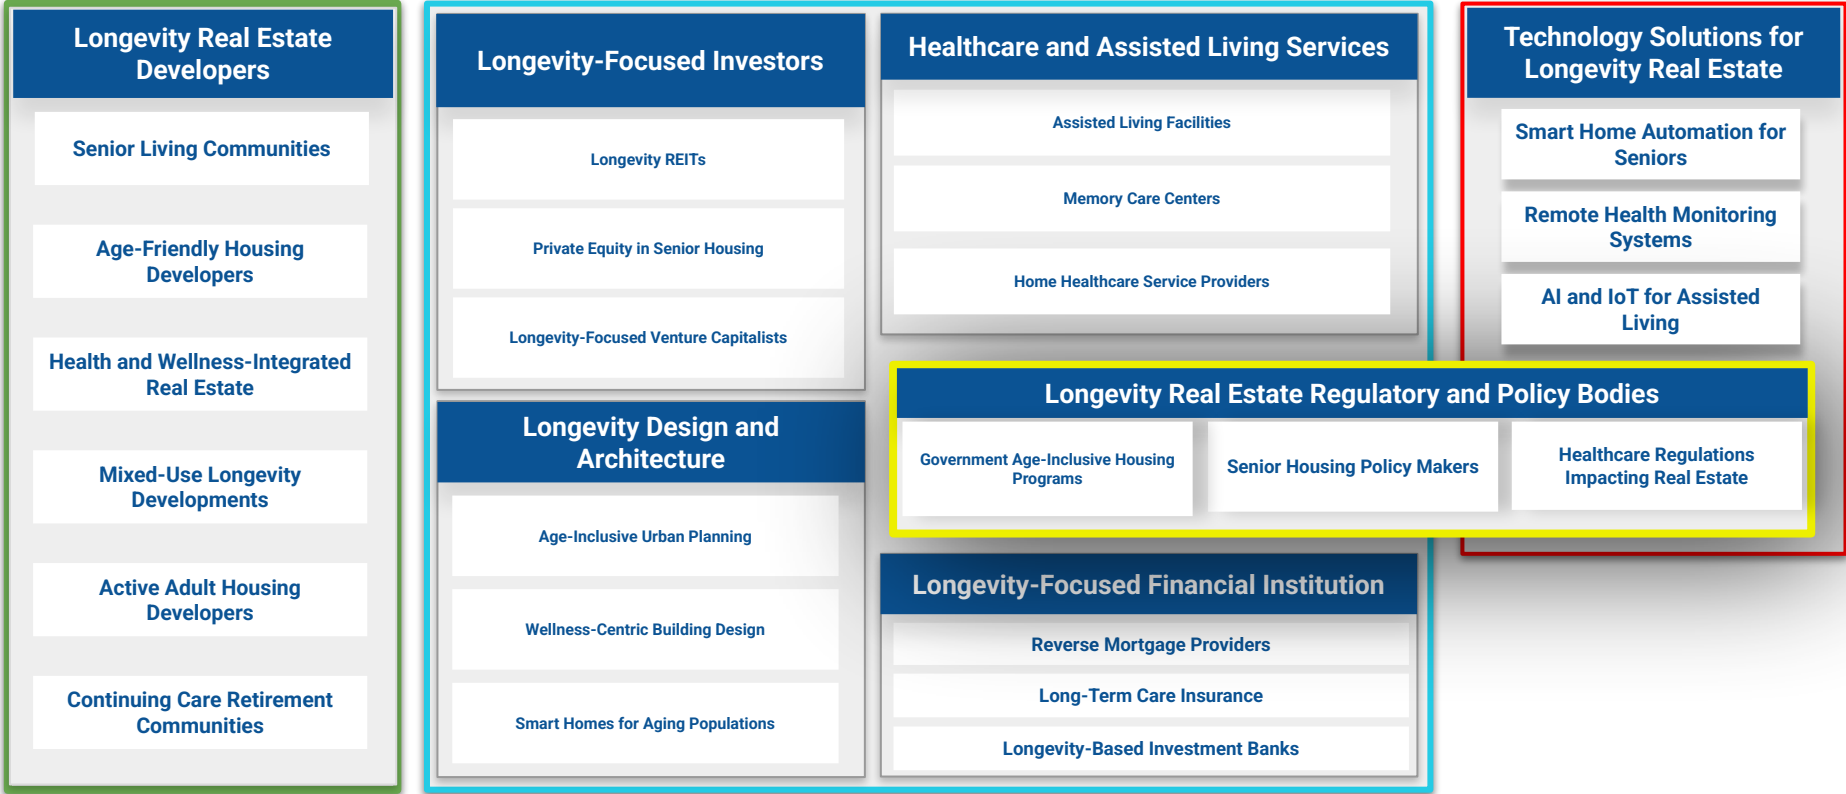 Longevity Real Estate
Developers
Senior Living Communities
Age-Friendly Housing
Developers
Health and Wellness-Integrated
Real Estate
Mixed-Use Longevity
Developments
Active Adult Housing
Developers
Continuing Care Retirement
Communities
Longevity-Focused Investors
Longevity REITs
Private Equity in Senior Housing
Longevity-Focused Venture Capitalists
Longevity Design and
Architecture
Age-Inclusive Urban Planning
Wellness-Centric Building Design
Smart Homes for Aging Populations
Healthcare and Assisted Living Services
Assisted Living Facilities
Memory Care Centers
Home Healthcare Service Providers
Longevity Real Estate Regulatory and Policy Bodies
Government Age-Inclusive Housing
Programs
Senior Housing Policy Makers
Healthcare Regulations
Impacting Real Estate
Longevity-Focused Financial Institution
Reverse Mortgage Providers
Long-Term Care Insurance
Longevity-Based Investment Banks
Technology Solutions for
Longevity Real Estate
Smart Home Automation for
Seniors
Remote Health Monitoring
Systems
AI and IoT for Assisted
Living